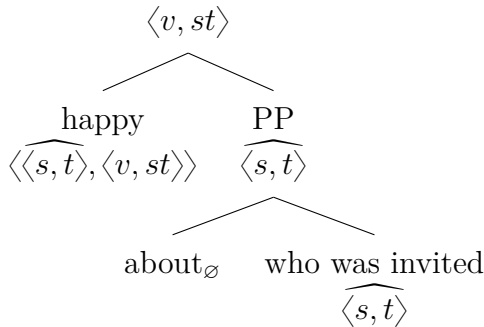 ⟨v, st⟩
happy PP
⟨⟨s, t⟩, ⟨v, st⟩⟩ ⟨s, t⟩
about∅ who was invited
⟨s, t⟩